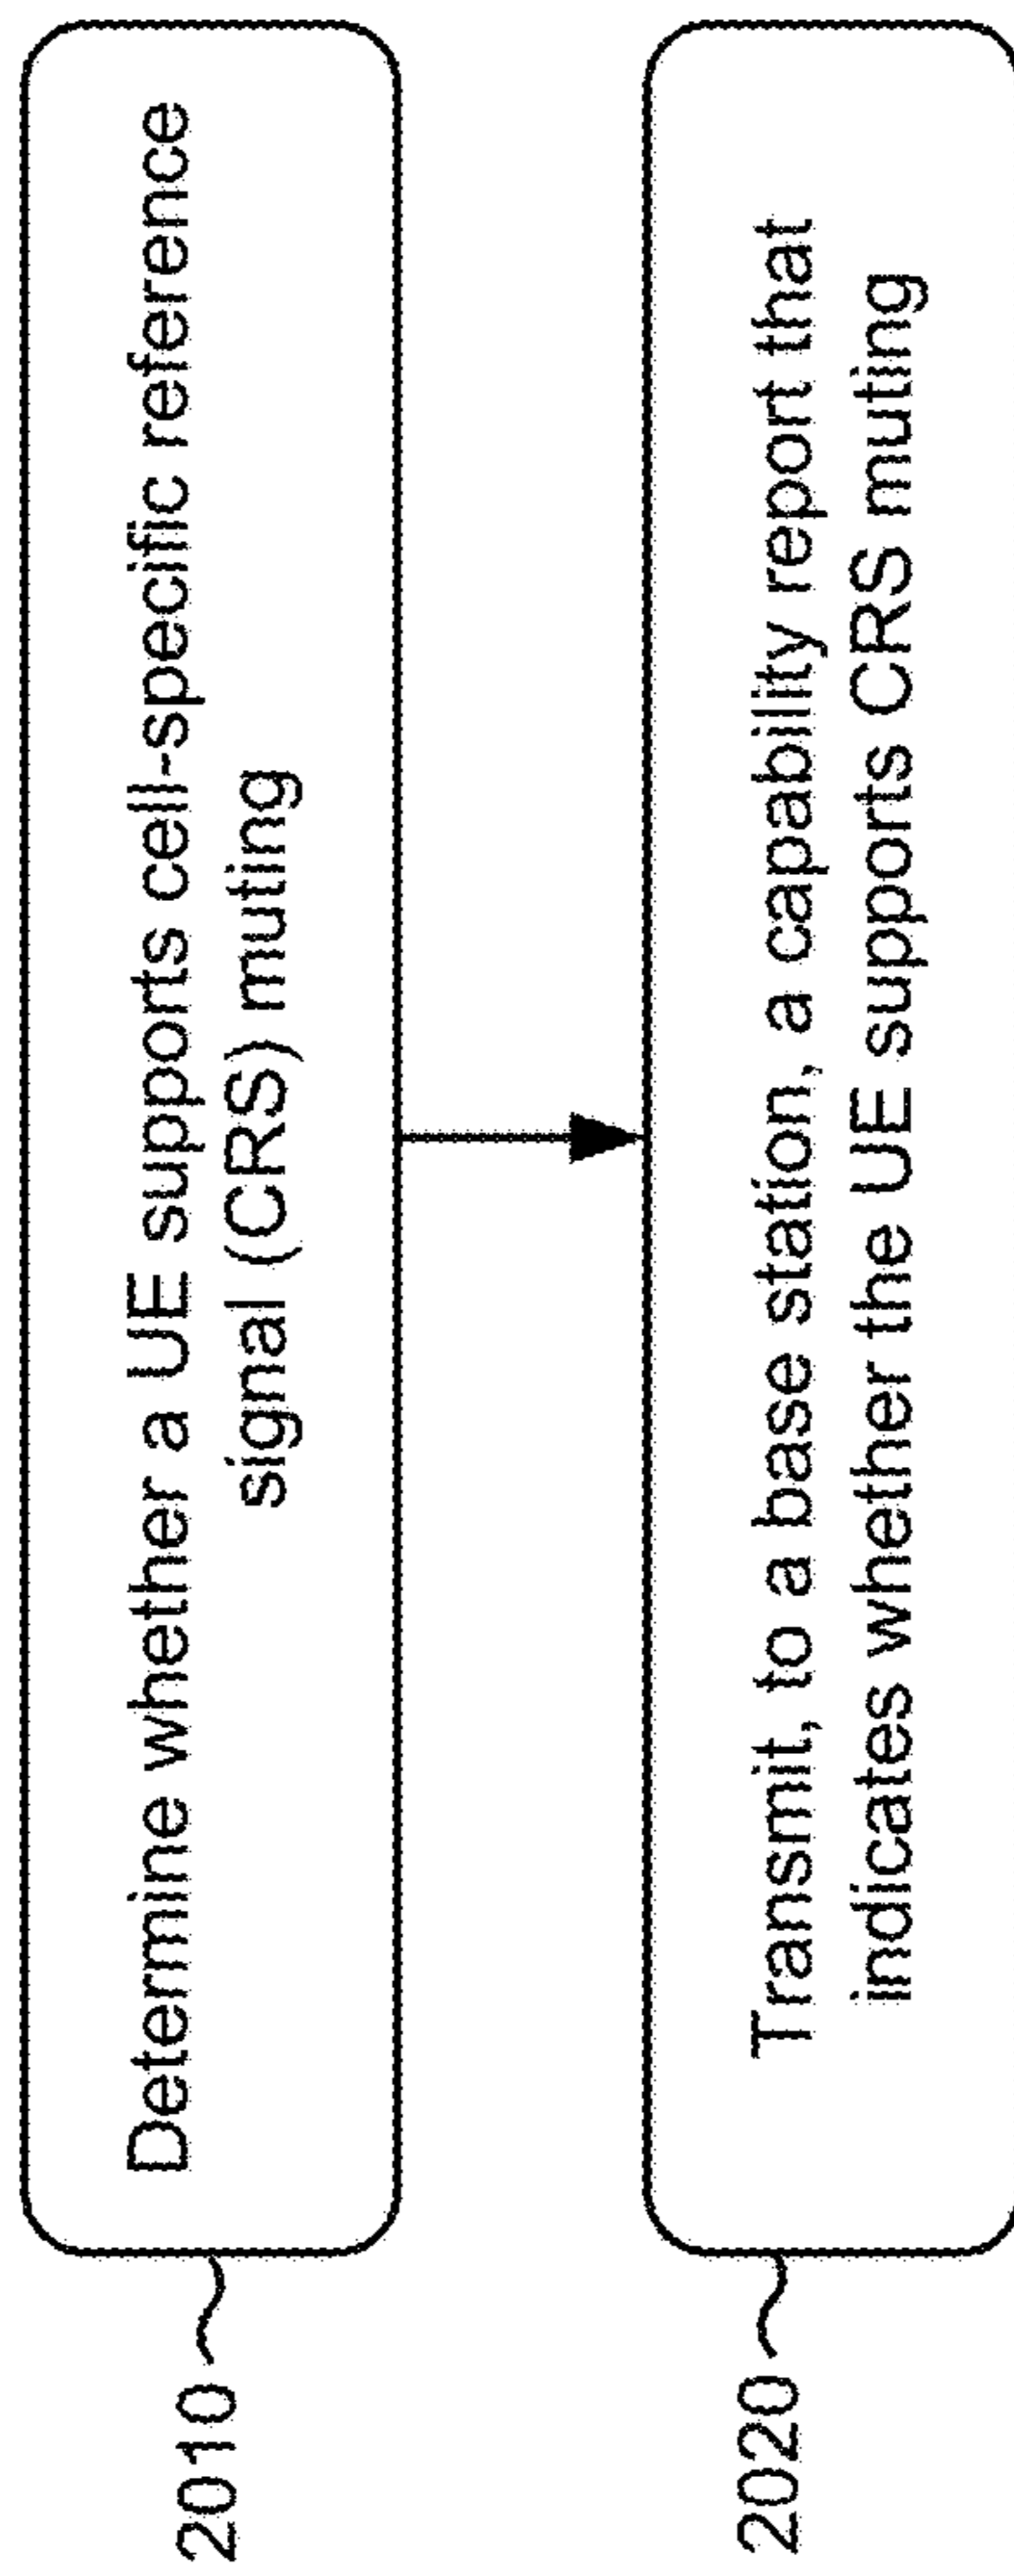 2010
Determine whether a UE supports cell-specific reference
signal (CRS) muting
2020
Transmit, to a base station, a capability report that
indicates whether the UE supports CRS muting